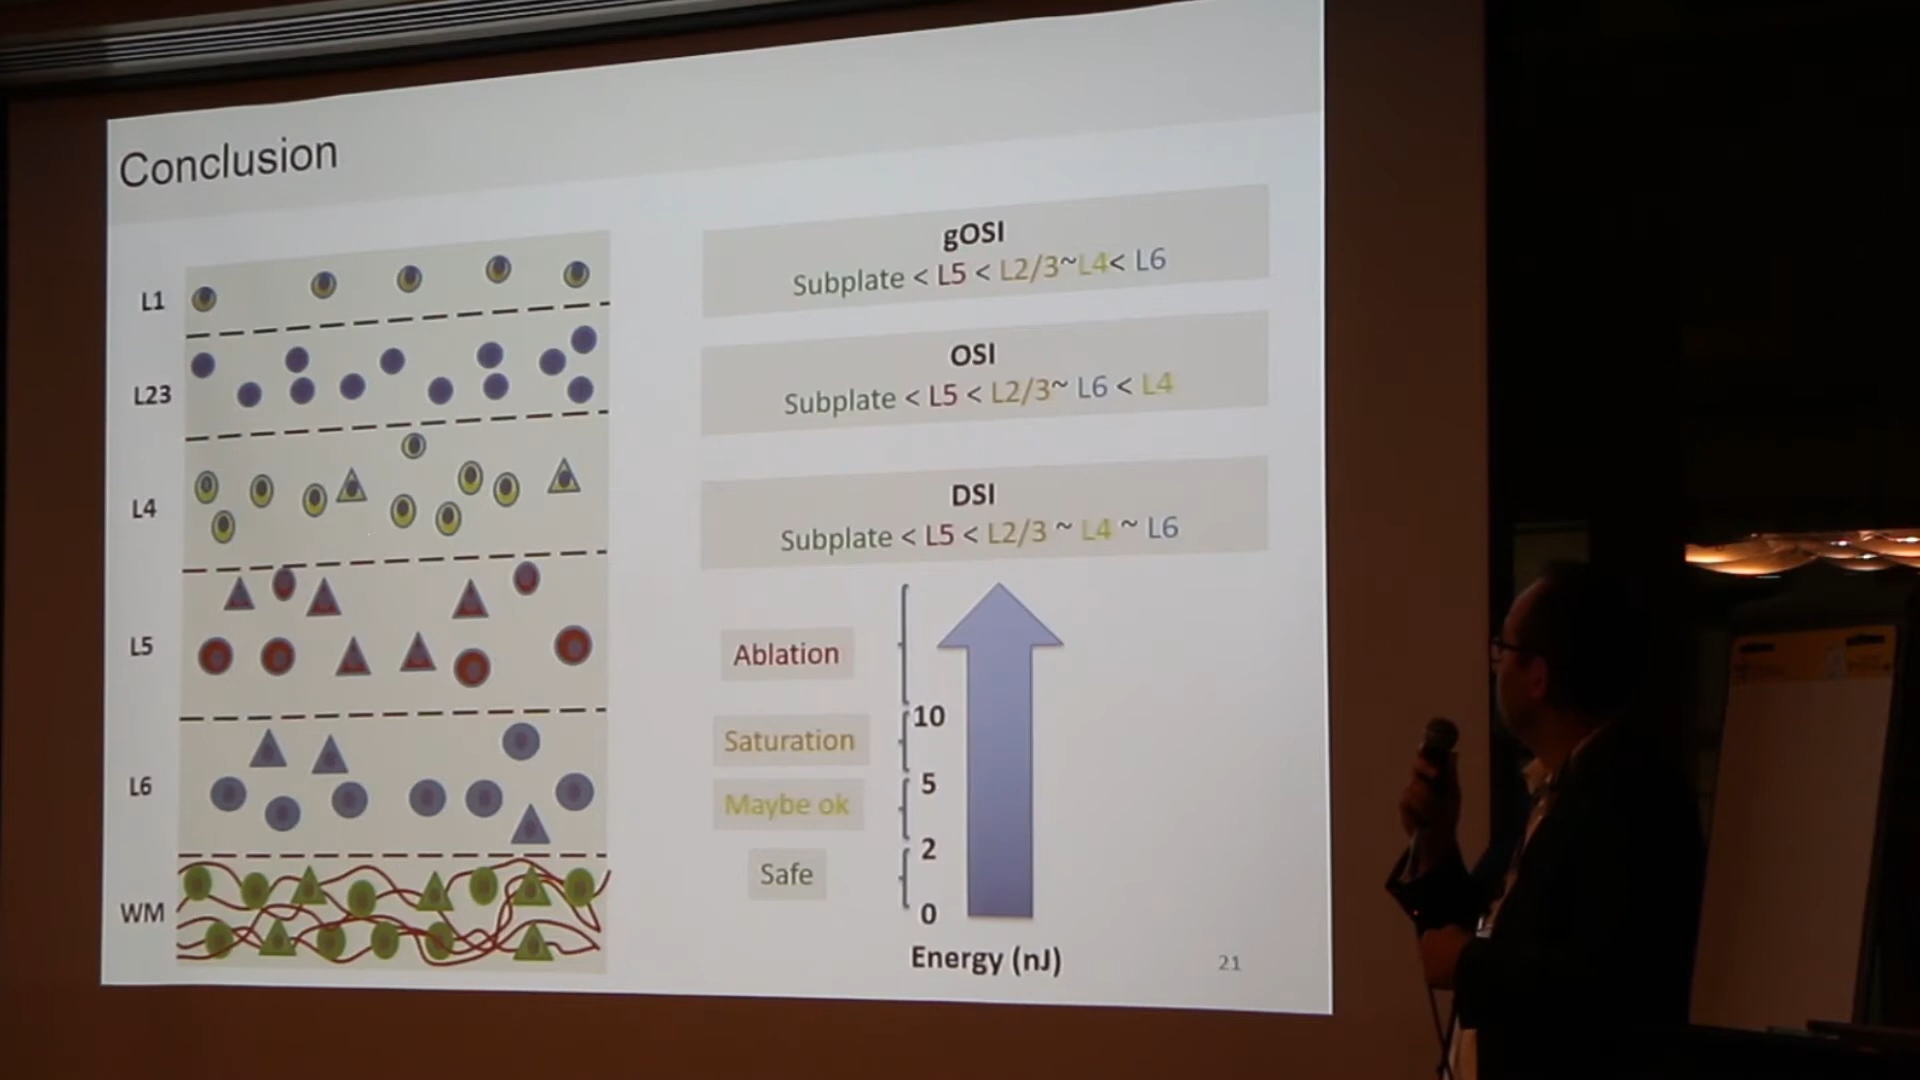 Conclusion
L1
L23
L4
L5
L6
WM
gOSI
Subplate < L5 < L2/3~L4< L6
OSI
Subplate < L5 < L2/3~ L6 < L4
DSI
Subplate < L5 < L2/3 ~ L4 ~ L6
Ablation
10
Saturation
5
Maybe ok
2
Safe
0
Energy (nJ)
21